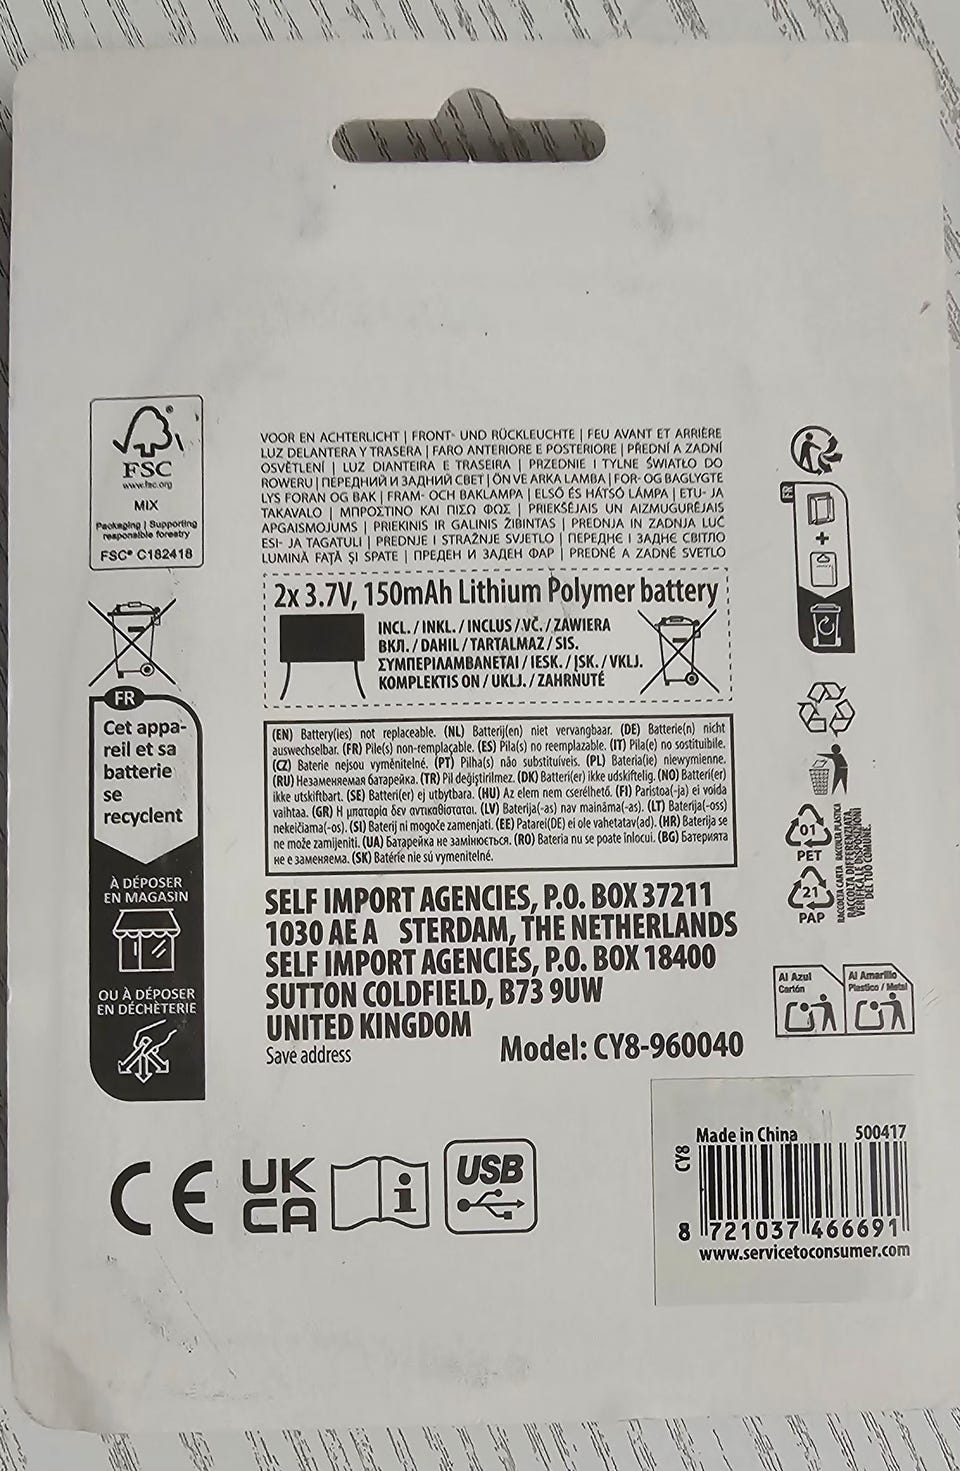 FSC
www.fsc.org
MIX
Packaging | Supporting
responsible forestry
FSC® C182418
FR
Cet appa-
reil et sa
batterie
se
recyclent
À DÉPOSER
EN MAGASIN
OU À DÉPOSER
EN DÉCHÈTERIE
VOOR EN ACHTERLICHT | FRONT- UND RÜCKLEUCHTE | FEU AVANT ET ARRIÈRE
LUZ DELANTERA Y TRASERA | FARO ANTERIORE E POSTERIORE | PŘEDNÍ A ZADNÍ
OSVĚTLENÍ | LUZ DIANTEIRA E TRASEIRA | PRZEDNIE I TYLNE ŚWIATŁO DO
ROWERU | ПЕРЕДНИЙ И ЗАДНИЙ СВЕТ | ÖN VE ARKA LAMBA | FOR- OG BAGLYGTE
LYS FORAN OG BAK | FRAM- OCH BAKLAMPA | ELSŐ ÉS HÁTSÓ LÁMPA | ETU- JA
TAKAVALO | ΜΠΡΟΣΤΙΝΟ ΚΑΙ ΠΙΣΩ ΦΩΣ | PRIEKŠĒJAIS UN AIZMUGURĒJAIS
APGAISMOJUMS | PRIEKINIS IR GALINIS ŽIBINTAS | PREDNJA IN ZADNJA LUČ
ESI- JA TAGATULI | PREDNJE I STRAŽNJE SVJETLO | ПЕРЕДНЄ І ЗАДНЄ СВІТЛО
LUMINĂ FAȚĂ ȘI SPATE | ПРЕДЕН И ЗАДЕН ФАР | PREDNÉ A ZADNÉ SVETLO
2x 3.7V, 150mAh Lithium Polymer battery
INCL. / INKL. / INCLUS / VČ. / ZAWIERA
ВКЛ. / DAHIL / TARTALMAZ / SIS.
ΣΥΜΠΕΡΙΛΑΜΒΑΝΕΤΑΙ / IESK. / ĮSK. / VKLJ.
KOMPLEKTIS ON / UKLJ. / ZAHRŇUTÉ
(EN) Battery(ies) not replaceable. (NL) Batterij(en) niet vervangbaar. (DE) Batterie(n) nicht
auswechselbar. (FR) Pile(s) non-remplaçable. (ES) Pila(s) no reemplazable. (IT) Pila(e) no sostituibile.
(CZ) Baterie nejsou vyměnitelné. (PT) Pilha(s) não substituíveis. (PL) Bateria(ie) niewymienne.
(RU) Незаменяемая батарейка. (TR) Pil değiştirilmez. (DK) Batteri(er) ikke udskiftelig. (NO) Batteri(er)
ikke utskiftbart. (SE) Batteri(er) ej utbytbara. (HU) Az elem nem cserélhető. (FI) Paristoa(-ja) ei voida
vaihtaa. (GR) Η μπαταρία δεν αντικαθίσταται. (LV) Baterija(-as) nav maināma(-as). (LT) Baterija(-os)
nekeičiama(-os). (SI) Baterij ni mogoče zamenjati. (EE) Patarei(DE) ei ole vahetatav(ad). (HR) Baterija se
ne može zamijeniti. (UA) Батарейка не замінюється. (RO) Bateria nu se poate înlocui. (BG) Батерията
не е заменяема. (SK) Batérie nie sú vymeniteľné.
SELF IMPORT AGENCIES, P.O. BOX 37211
1030 AE A STERDAM, THE NETHERLANDS
SELF IMPORT AGENCIES, P.O. BOX 18400
SUTTON COLDFIELD, B73 9UW
UNITED KINGDOM
Save address
Model: CY8-960040
FR
+
01
PET
21
PAP
RACCOLTA CARTA RACCOLTA PLASTICA
RACCOLTA DIFFERENZIATA.
VERIFICA LE DISPOSIZIONI
DEL TUO COMUNE.
Al Azul
Cartón
Al Amarillo
Plastico / Metal
CE
UK
CA
i
USB
Made in China 500417
CY8
8 721037 466691
www.servicetoconsumer.com